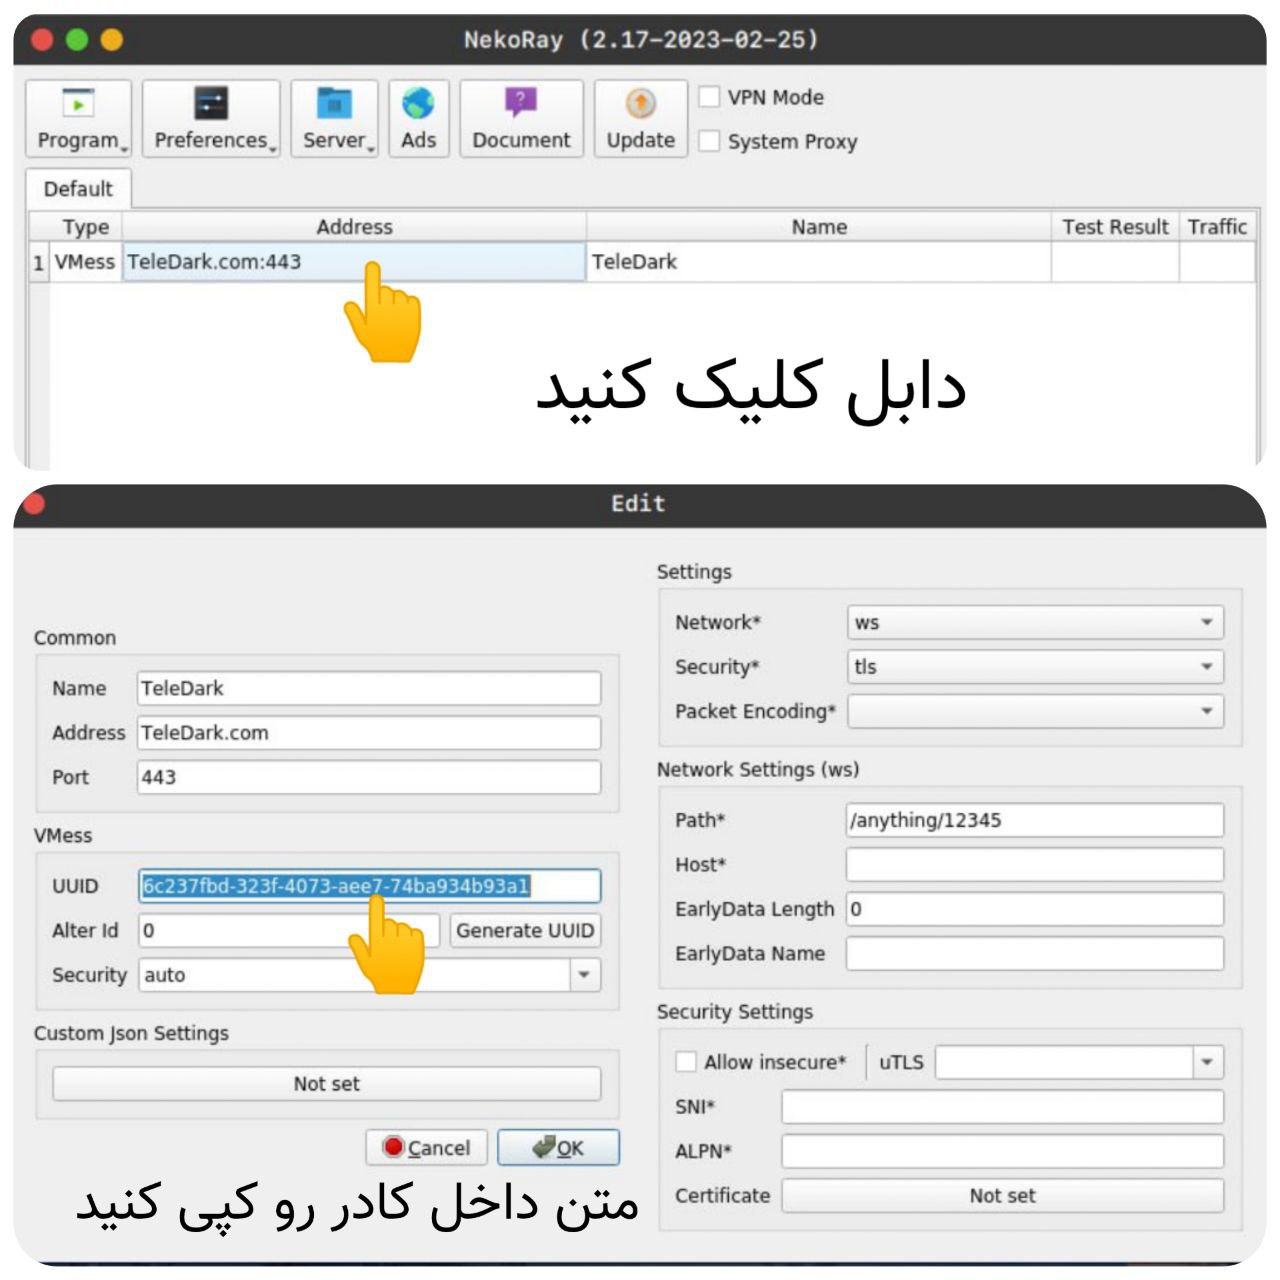 NekoRay (2.17-2023-02-25)
Program
Preferences
Server
Ads
Document
Update
VPN Mode
System Proxy
Default
Type Address Name Test Result Traffic
1 VMess TeleDark.com:443 TeleDark
دابل کلیک کنید
Edit
Common
Name TeleDark
Address TeleDark.com
Port 443
VMess
UUID 6c237fbd-323f-4073-aee7-74ba934b93a1
Alter Id 0 Generate UUID
Security auto
Custom Json Settings
Not set
Cancel OK
متن داخل کادر رو کپی کنید
Settings
Network* ws
Security* tls
Packet Encoding*
Network Settings (ws)
Path* /anything/12345
Host*
EarlyData Length 0
EarlyData Name
Security Settings
Allow insecure* uTLS
SNI*
ALPN*
Certificate Not set